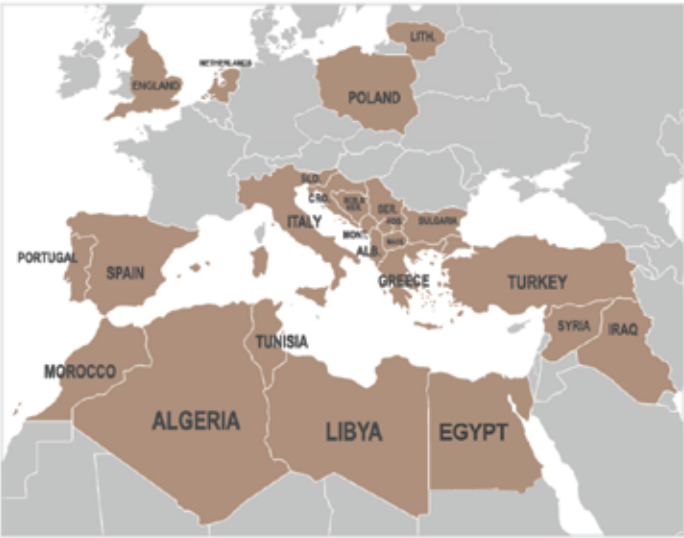 LITH.
NETHERLANDS
ENGLAND
POLAND
SLO.
CRO.
SER.
ITALY
BULGARIA
MONT.
ALB.
PORTUGAL
SPAIN
GREECE
TURKEY
SYRIA
IRAQ
TUNISIA
MOROCCO
ALGERIA
LIBYA
EGYPT